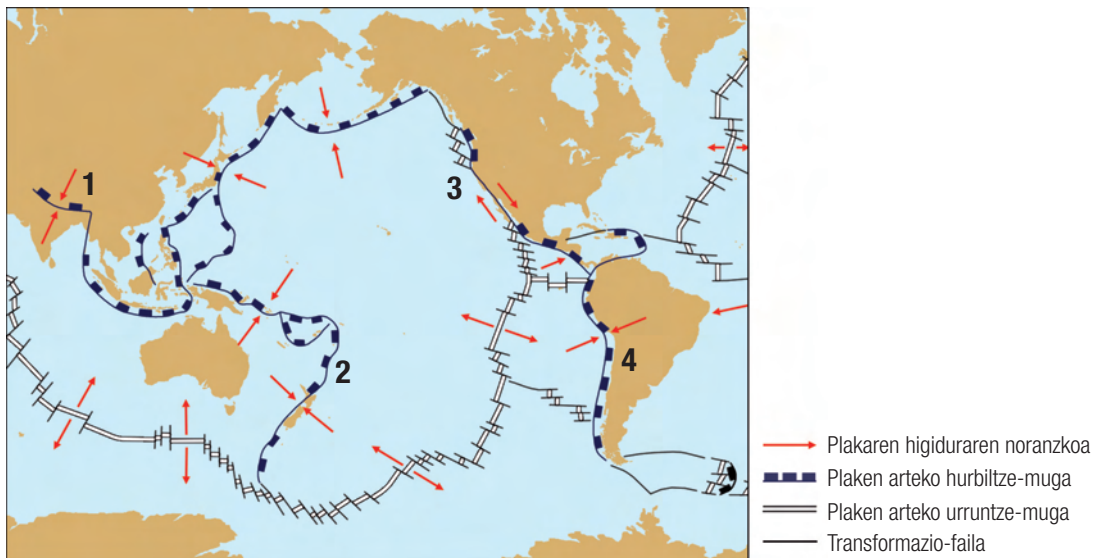 1
2
3
4
Plakaren higiduraren noranzkoa
Plaken arteko hurbiltze-muga
Plaken arteko urruntze-muga
Transformazio-faila